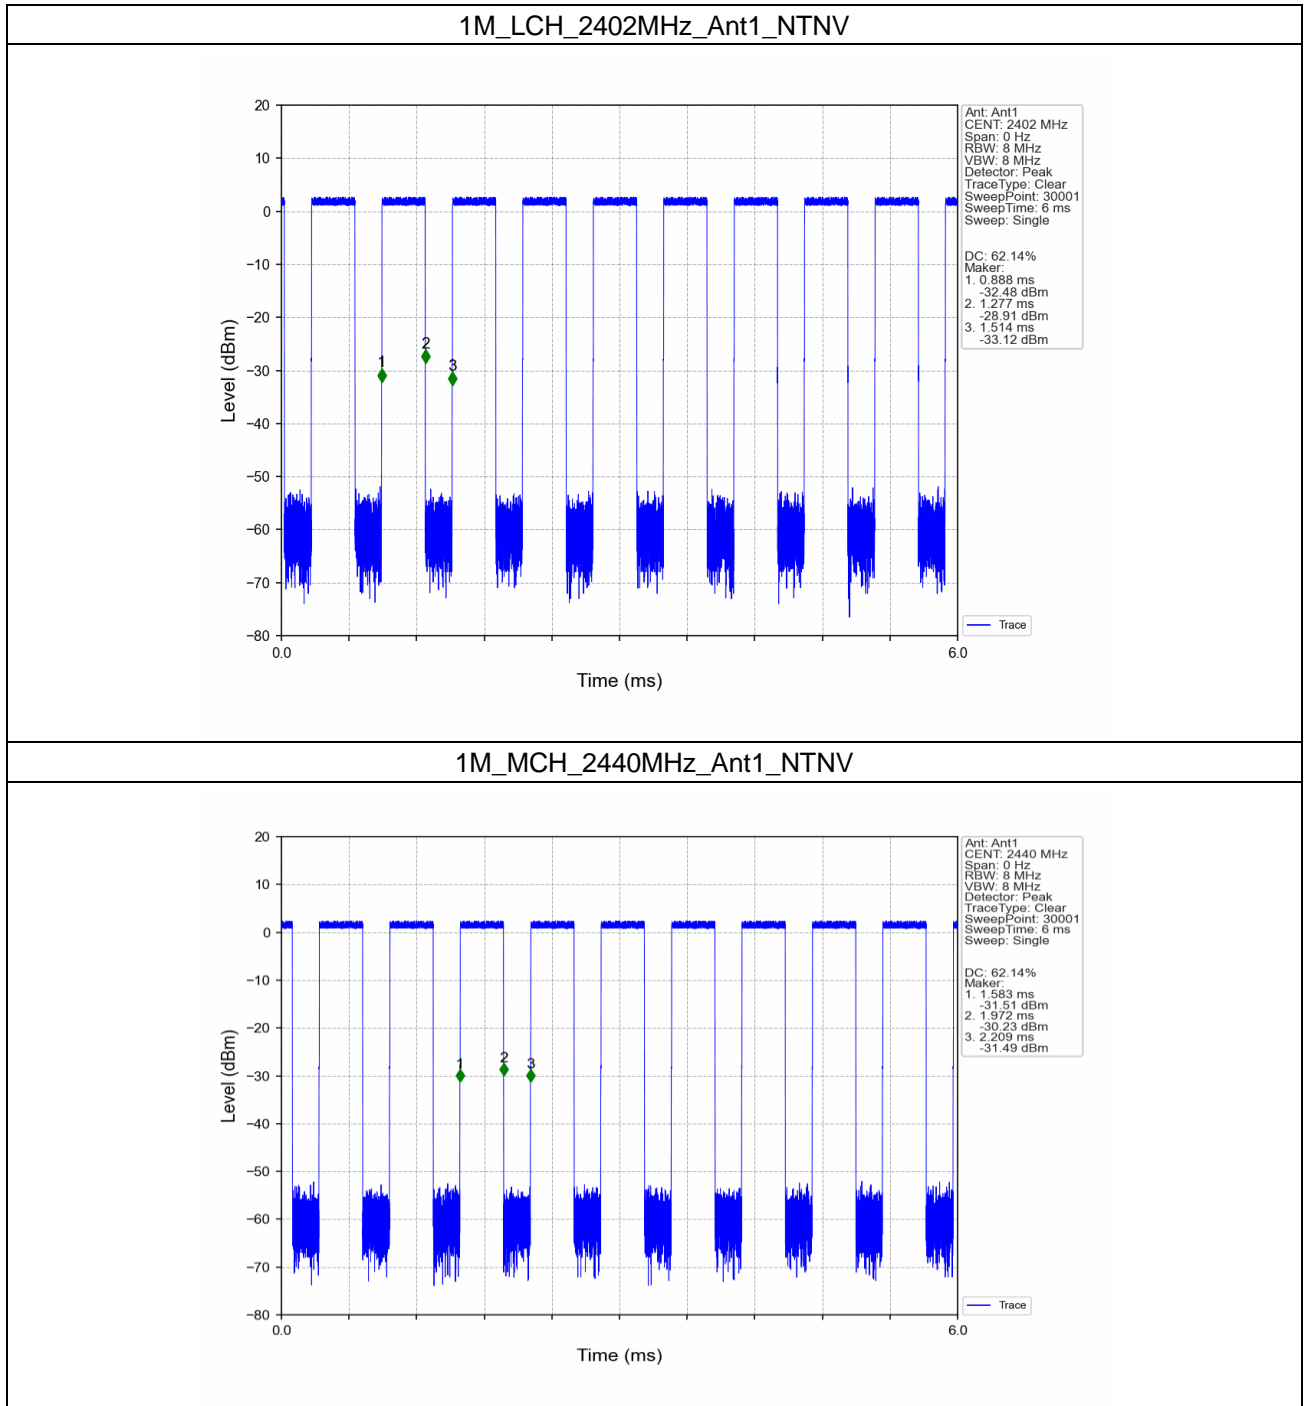 1M_LCH_2402MHz_Ant1_NTNV
20
10
0
−10
−20
−30
−40
−50
−60
−70
−80
Level (dBm)
1
2
3
0.0
6.0
Time (ms)
Ant: Ant1
CENT: 2402 MHz
Span: 0 Hz
RBW: 8 MHz
VBW: 8 MHz
Detector: Peak
TraceType: Clear
SweepPoint: 30001
SweepTime: 6 ms
Sweep: Single
DC: 62.14%
Maker:
1. 0.888 ms
-32.48 dBm
2. 1.277 ms
-28.91 dBm
3. 1.514 ms
-33.12 dBm
Trace
1M_MCH_2440MHz_Ant1_NTNV
20
10
0
−10
−20
−30
−40
−50
−60
−70
−80
Level (dBm)
1
2
3
0.0
6.0
Time (ms)
Ant: Ant1
CENT: 2440 MHz
Span: 0 Hz
RBW: 8 MHz
VBW: 8 MHz
Detector: Peak
TraceType: Clear
SweepPoint: 30001
SweepTime: 6 ms
Sweep: Single
DC: 62.14%
Maker:
1. 1.583 ms
-31.51 dBm
2. 1.972 ms
-30.23 dBm
3. 2.209 ms
-31.49 dBm
Trace